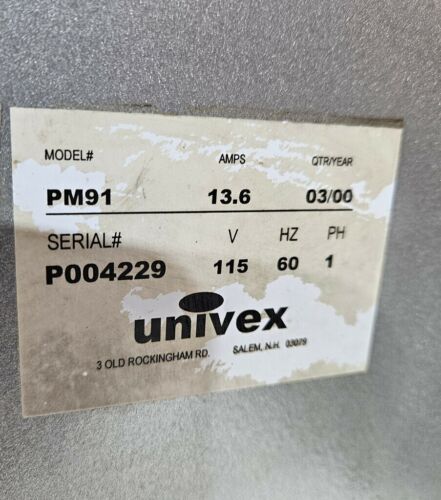 MODEL# AMPS QTR/YEAR
PM91 13.6 03/00
SERIAL# V HZ PH
P004229 115 60 1
univex
3 OLD ROCKINGHAM RD. SALEM, N.H. 03079